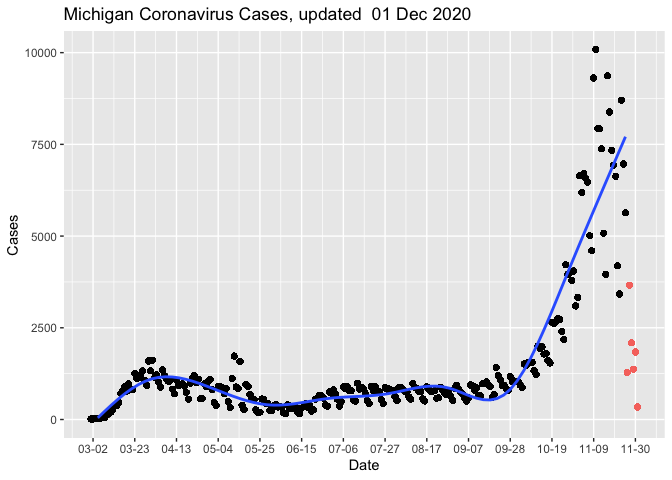 Michigan Coronavirus Cases, updated  01 Dec 2020
10000
7500
5000
2500
0
Cases
03-02 03-23 04-13 05-04 05-25 06-15 07-06 07-27 08-17 09-07 09-28 10-19 11-09 11-30
Date